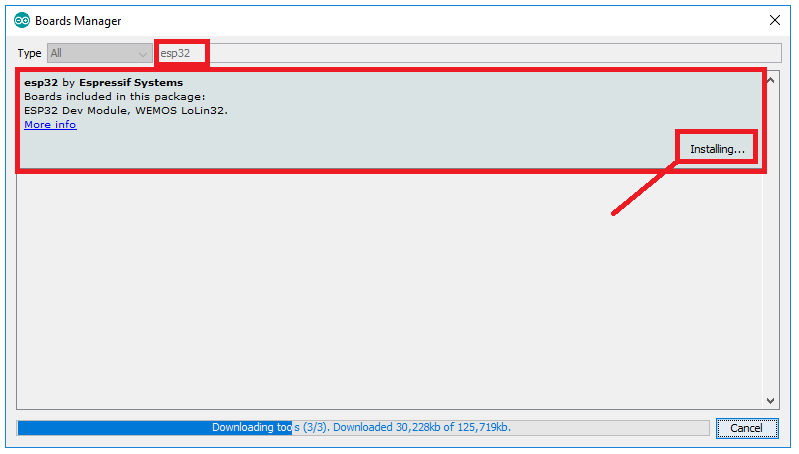 Boards Manager
Type All esp32
esp32 by Espressif Systems
Boards included in this package:
ESP32 Dev Module, WEMOS LoLin32.
More info
Installing...
Downloading tools (3/3). Downloaded 30,228kb of 125,719kb.
Cancel